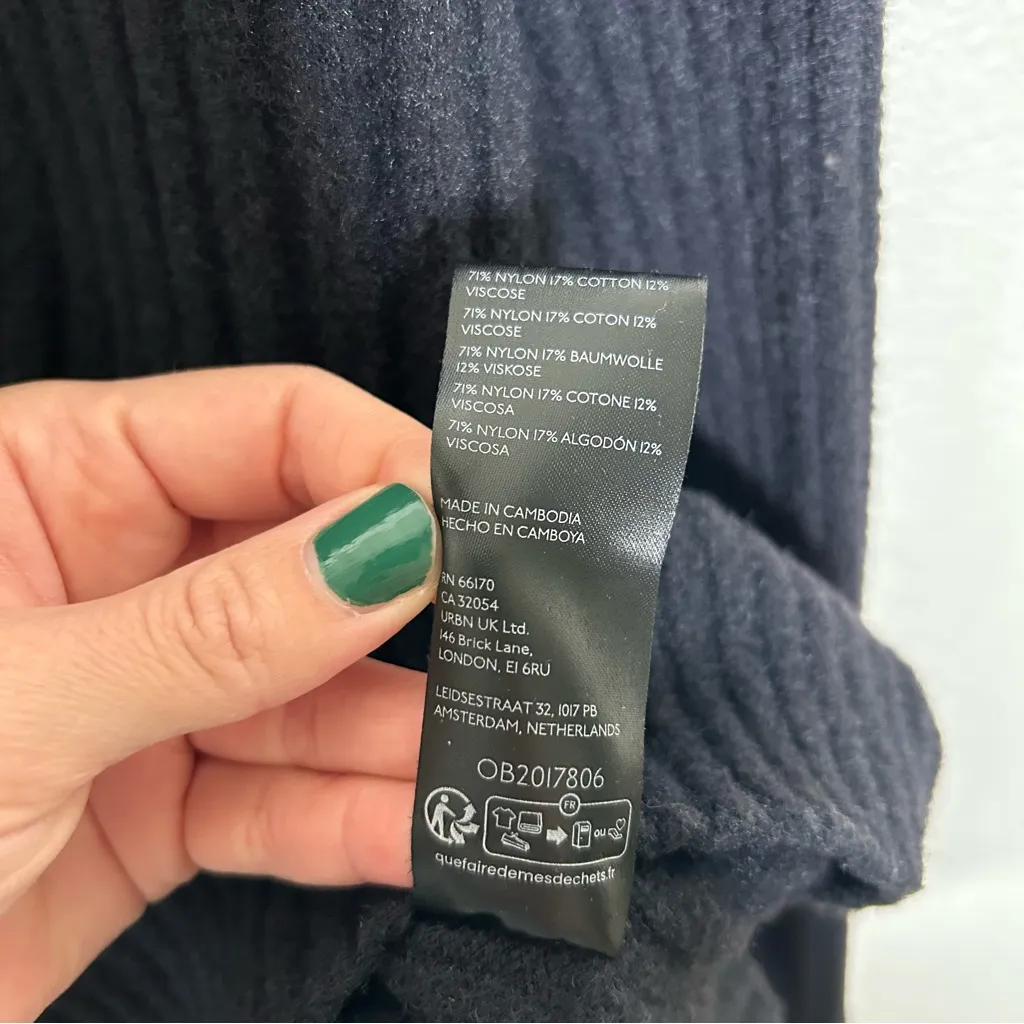 71% NYLON 17% COTTON 12%
VISCOSE
71% NYLON 17% COTON 12%
VISCOSE
71% NYLON 17% BAUMWOLLE
12% VISKOSE
71% NYLON 17% COTONE 12%
VISCOSA
71% NYLON 17% ALGODÓN 12%
VISCOSA
MADE IN CAMBODIA
HECHO EN CAMBOYA
RN 66170
CA 32054
URBN UK Ltd.
146 Brick Lane,
LONDON, E1 6RU
LEIDSESTRAAT 32, 1017 PB
AMSTERDAM, NETHERLANDS
OB2017806
FR
ou
quefairedemesdechets.fr